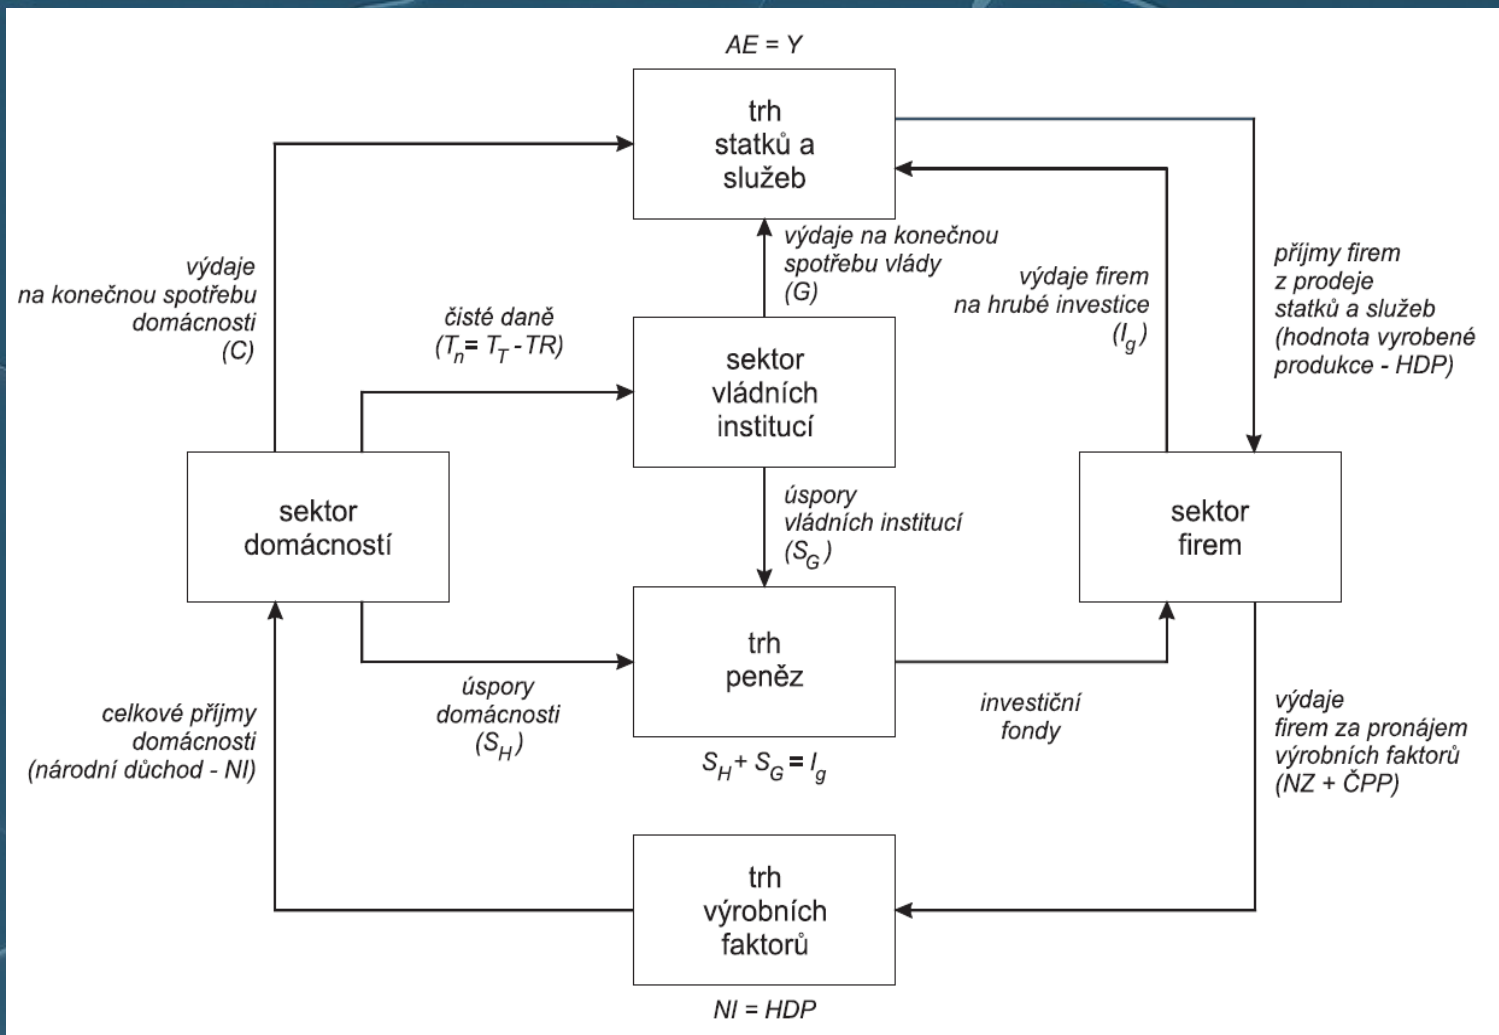 AE = Y
trh
statků a
služeb
výdaje
na konečnou spotřebu
domácnosti
(C)
čisté daně
(Tn= TT -TR)
výdaje na konečnou
spotřebu vlády
(G)
výdaje firem
na hrubé investice
(Ig)
příjmy firem
z prodeje
statků a služeb
(hodnota vyrobené
produkce - HDP)
sektor
vládních
institucí
sektor
domácností
úspory
vládních institucí
(SG)
sektor
firem
trh
peněz
celkové příjmy
domácnosti
(národní důchod - NI)
úspory
domácnosti
(SH)
SH + SG = Ig
investiční
fondy
výdaje
firem za pronájem
výrobních faktorů
(NZ + ČPP)
trh
výrobních
faktorů
NI = HDP